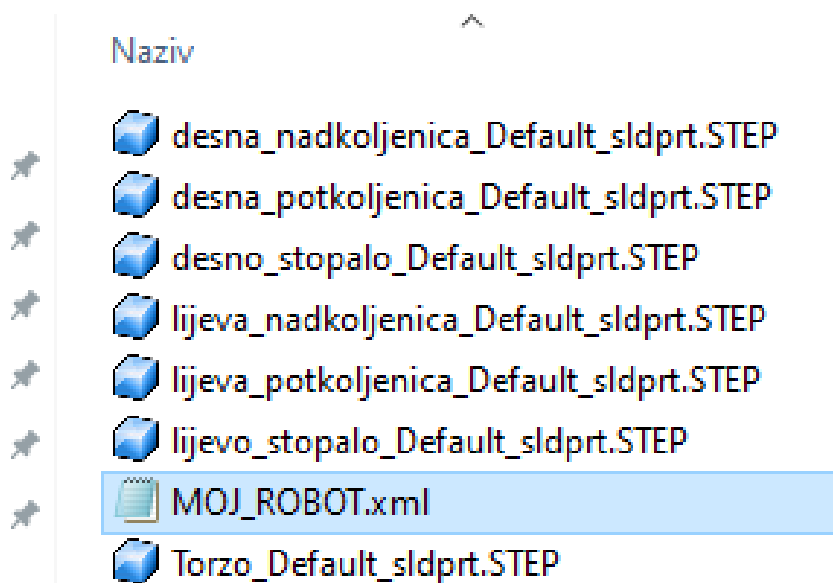 Naziv
desna_nadkoljenica_Default_sldprt.STEP
desna_potkoljenica_Default_sldprt.STEP
desno_stopalo_Default_sldprt.STEP
lijeva_nadkoljenica_Default_sldprt.STEP
lijeva_potkoljenica_Default_sldprt.STEP
lijevo_stopalo_Default_sldprt.STEP
MOJ_ROBOT.xml
Torzo_Default_sldprt.STEP